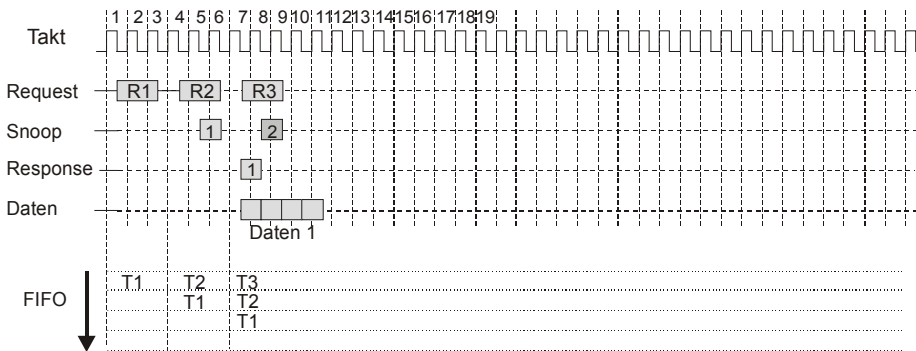 1 2 3 4 5 6 7 8 9 10 11 12 13 14 15 16 17 18 19
Takt
Request R1 R2 R3
Snoop 1 2
Response 1
Daten
Daten 1
T1 T2 T3
FIFO T1 T2
T1